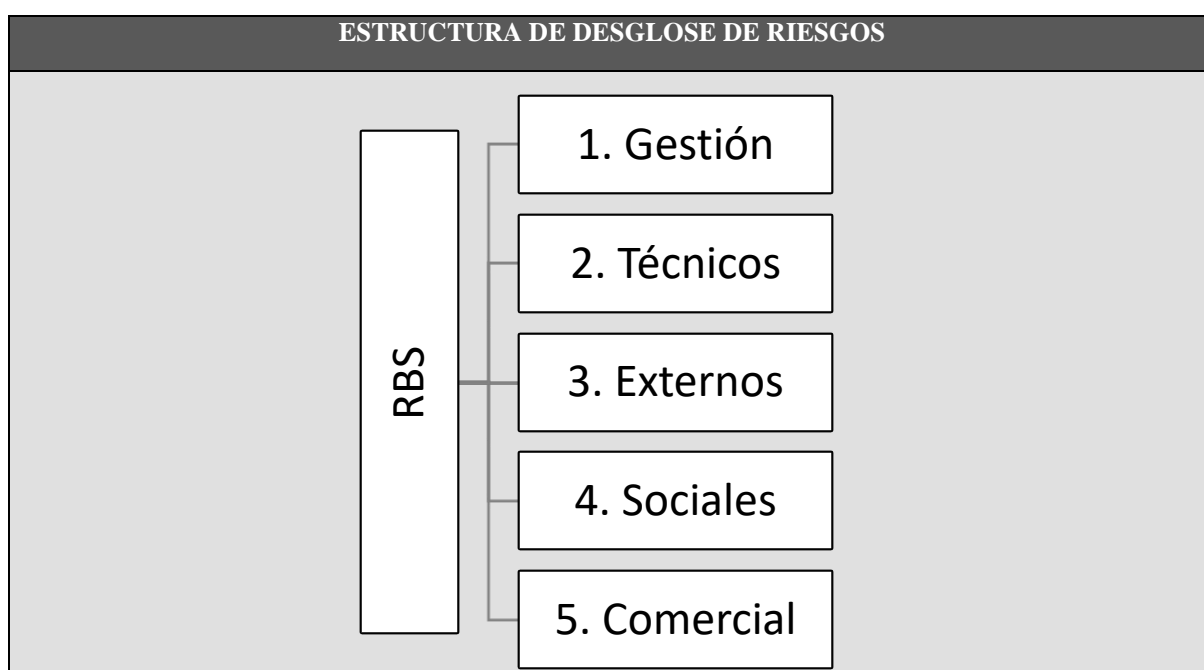 ESTRUCTURA DE DESGLOSE DE RIESGOS
RBS
1. Gestión
2. Técnicos
3. Externos
4. Sociales
5. Comercial